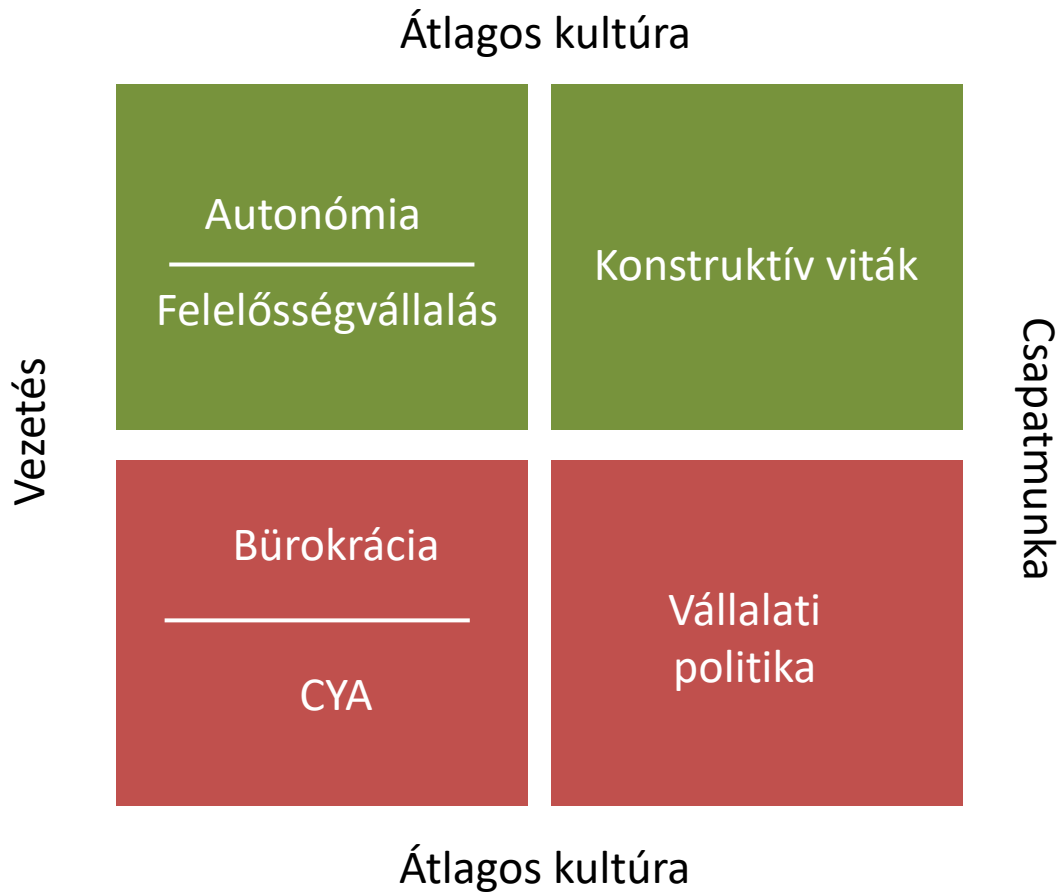 Átlagos kultúra
Autonómia
Felelősségvállalás
Konstruktív viták
Vezetés
Csapatmunka
Bürokrácia
CYA
Vállalati
politika
Átlagos kultúra